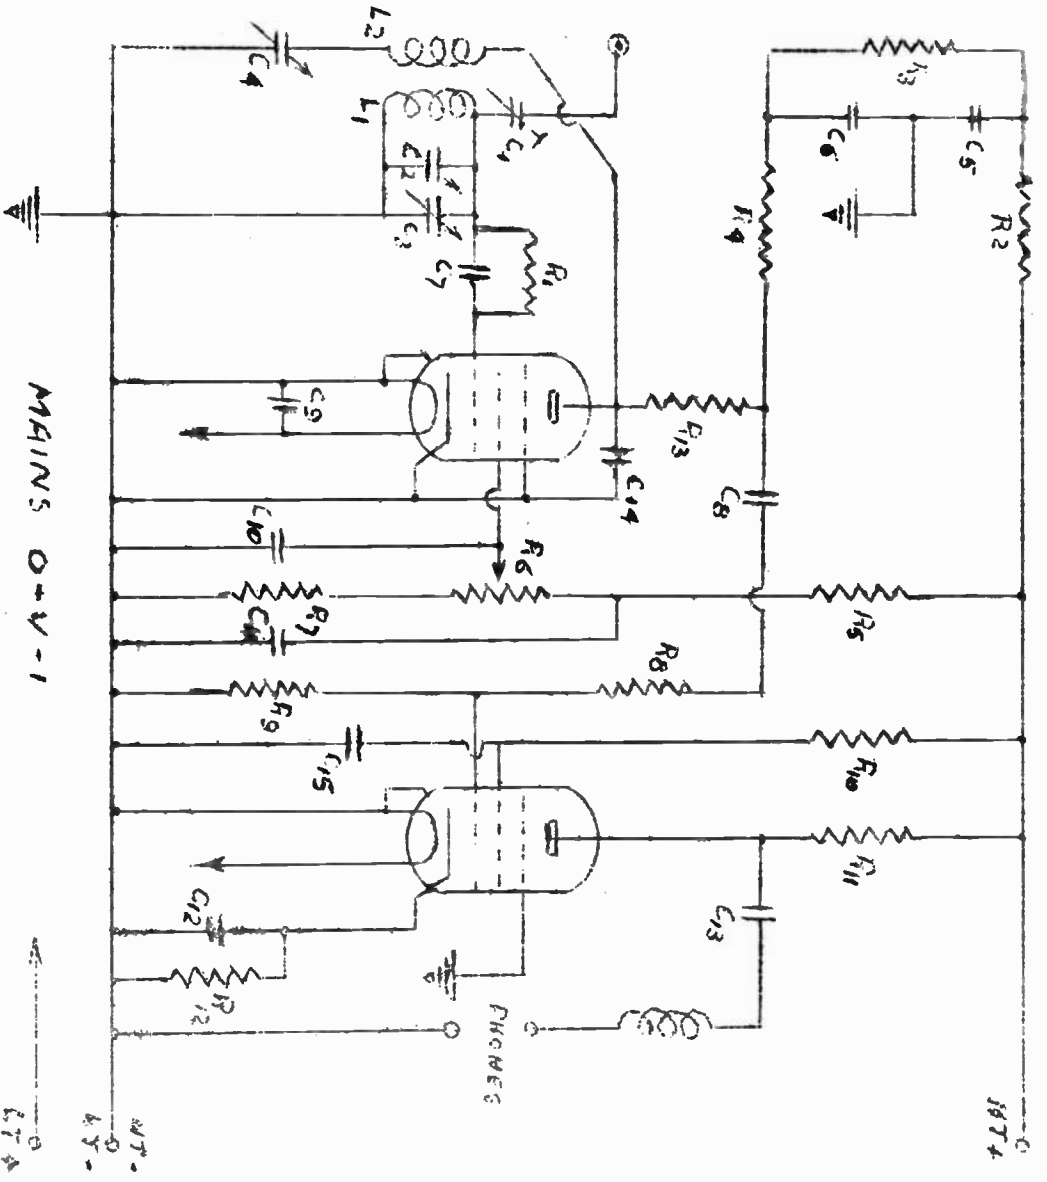 L2
C4
L1
C1
C2
C3
C7
R1
R3
C6
C5
R4
R2
C9
R13
C14
C8
C10
R6
R7
C11
R5
R8
R9
C15
R10
R11
C12
R12
C13
PHONES
MAINS O-V-1
HT+
HT-
LT-
LT+